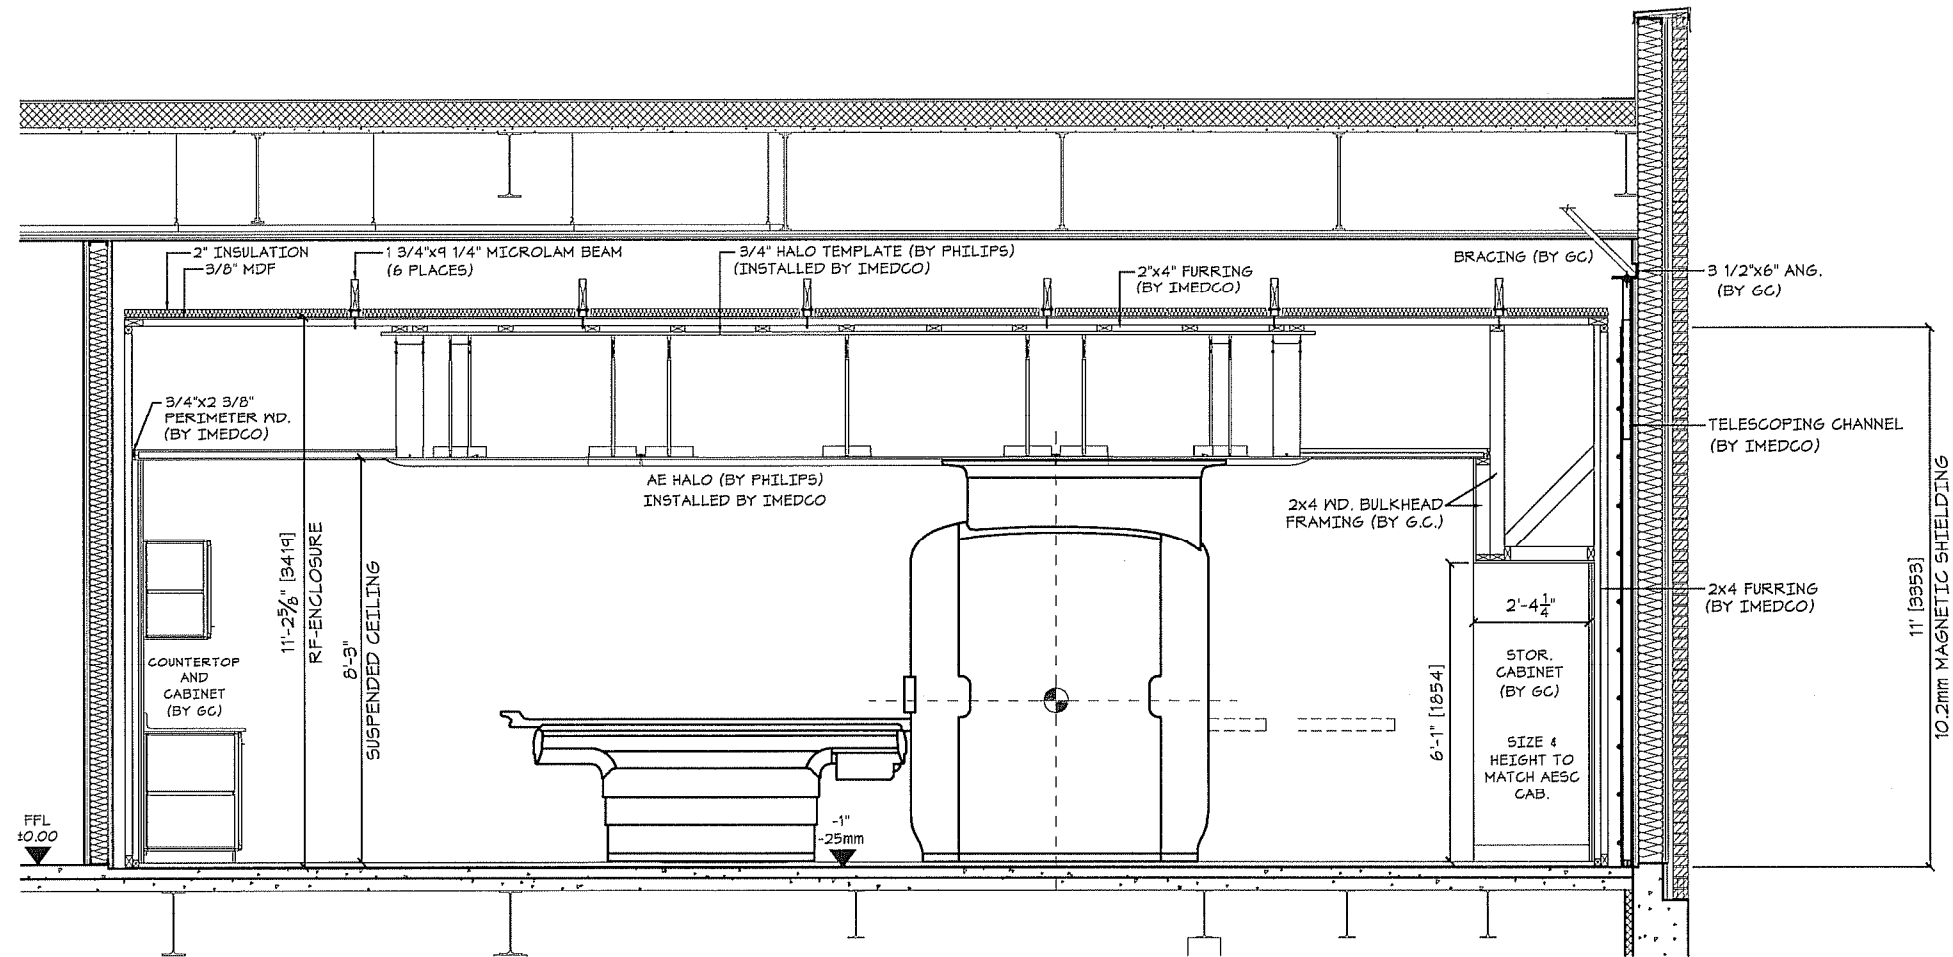 2" INSULATION
3/8" MDF
1 3/4"x9 1/4" MICROLAM BEAM
(6 PLACES)
3/4" HALO TEMPLATE (BY PHILIPS)
(INSTALLED BY IMEDCO)
2"x4" FURRING
(BY IMEDCO)
BRACING (BY GC)
3 1/2"x6" ANG.
(BY GC)
3/4"x2 3/8"
PERIMETER WD.
(BY IMEDCO)
TELESCOPING CHANNEL
(BY IMEDCO)
AE HALO (BY PHILIPS)
INSTALLED BY IMEDCO
2x4 WD. BULKHEAD
FRAMING (BY G.C.)
11'-2 5/8" [3419]
RF-ENCLOSURE
8'-3"
SUSPENDED CEILING
2x4 FURRING
(BY IMEDCO)
11' [3353]
10.2mm MAGNETIC SHIELDING
2'-4 1/4"
COUNTERTOP
AND
CABINET
(BY GC)
STOR.
CABINET
(BY GC)
6'-1" [1854]
SIZE &
HEIGHT TO
MATCH AESC
CAB.
FFL
±0.00
-1"
-25mm